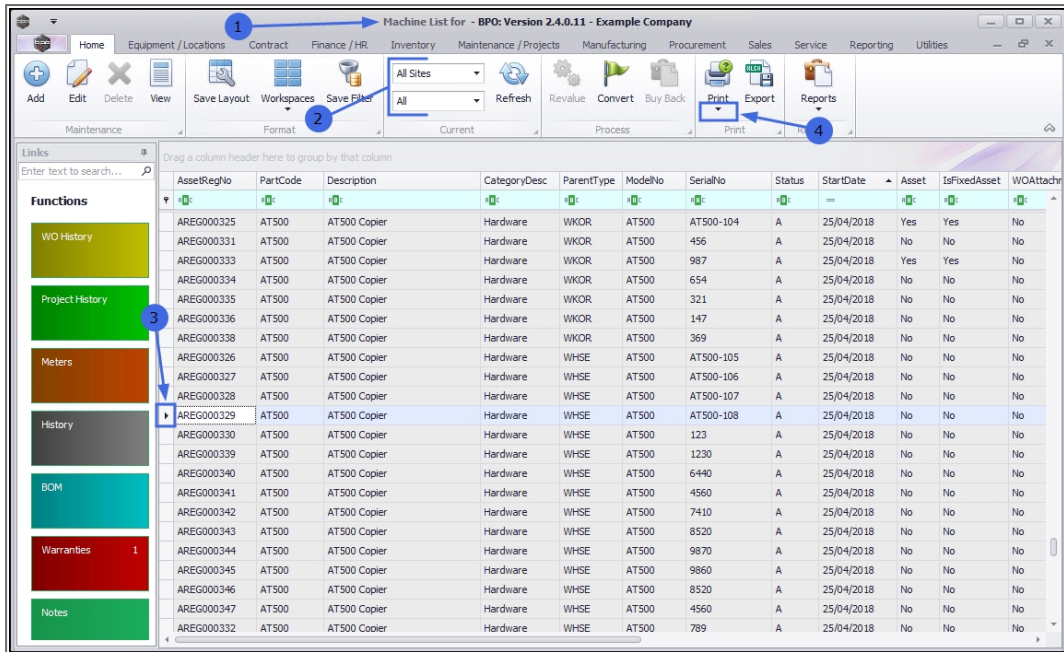 Machine List for - BPO: Version 2.4.0.11 - Example Company
1
Home Equipment / Locations Contract Finance / HR Inventory Maintenance / Projects Manufacturing Procurement Sales Service Reporting Utilities
Add Edit Delete View Save Layout Workspaces Save Filter All Sites Refresh Revalue Convert Buy Back Print Export Reports
All
2
4
Maintenance Format Current Process Print
Links
Drag a column header here to group by that column
Enter text to search...
AssetRegNo PartCode Description CategoryDesc ParentType ModelNo SerialNo Status StartDate Asset IsFixedAsset WOAttachm
Functions
AREG000325 AT500 AT500 Copier Hardware WKOR AT500 AT500-104 A 25/04/2018 Yes Yes No
WO History
AREG000331 AT500 AT500 Copier Hardware WKOR AT500 456 A 25/04/2018 No No No
AREG000333 AT500 AT500 Copier Hardware WKOR AT500 987 A 25/04/2018 Yes Yes No
AREG000334 AT500 AT500 Copier Hardware WKOR AT500 654 A 25/04/2018 No No No
Project History
AREG000335 AT500 AT500 Copier Hardware WKOR AT500 321 A 25/04/2018 No No No
3
AREG000336 AT500 AT500 Copier Hardware WKOR AT500 147 A 25/04/2018 No No No
AREG000338 AT500 AT500 Copier Hardware WKOR AT500 369 A 25/04/2018 No No No
Meters
AREG000326 AT500 AT500 Copier Hardware WHSE AT500 AT500-105 A 25/04/2018 No No No
AREG000327 AT500 AT500 Copier Hardware WHSE AT500 AT500-106 A 25/04/2018 No No No
AREG000328 AT500 AT500 Copier Hardware WHSE AT500 AT500-107 A 25/04/2018 No No No
AREG000329 AT500 AT500 Copier Hardware WHSE AT500 AT500-108 A 25/04/2018 No No No
History
AREG000330 AT500 AT500 Copier Hardware WHSE AT500 123 A 25/04/2018 No No No
AREG000339 AT500 AT500 Copier Hardware WHSE AT500 1230 A 25/04/2018 No No No
AREG000340 AT500 AT500 Copier Hardware WHSE AT500 6440 A 25/04/2018 No No No
BOM
AREG000341 AT500 AT500 Copier Hardware WHSE AT500 4560 A 25/04/2018 No No No
AREG000342 AT500 AT500 Copier Hardware WHSE AT500 7410 A 25/04/2018 No No No
AREG000343 AT500 AT500 Copier Hardware WHSE AT500 8520 A 25/04/2018 No No No
Warranties 1
AREG000344 AT500 AT500 Copier Hardware WHSE AT500 9870 A 25/04/2018 No No No
AREG000345 AT500 AT500 Copier Hardware WHSE AT500 9860 A 25/04/2018 No No No
AREG000346 AT500 AT500 Copier Hardware WHSE AT500 8520 A 25/04/2018 No No No
Notes
AREG000347 AT500 AT500 Copier Hardware WHSE AT500 4560 A 25/04/2018 No No No
AREG000332 AT500 AT500 Copier Hardware WHSE AT500 789 A 25/04/2018 No No No